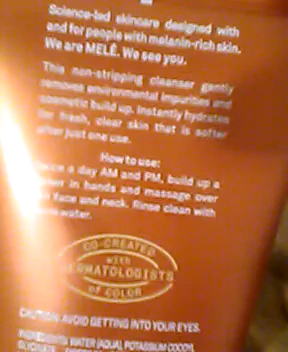 Science-led skincare designed with
and for people with melanin-rich skin.
We are MELÉ. We see you.
This non-stripping cleanser gently
removes environmental impurities and
cosmetic build up. Instantly hydrates
for fresh, clear skin that is softer
after just one use.
How to use:
a day AM and PM, build up a
in hands and massage over
face and neck. Rinse clean with
water.
CO-CREATED
with
DERMATOLOGISTS
of COLOR
CAUTION: AVOID GETTING INTO YOUR EYES.
INGREDIENTS: WATER (AQUA), POTASSIUM COCOYL
GLYCINATE,